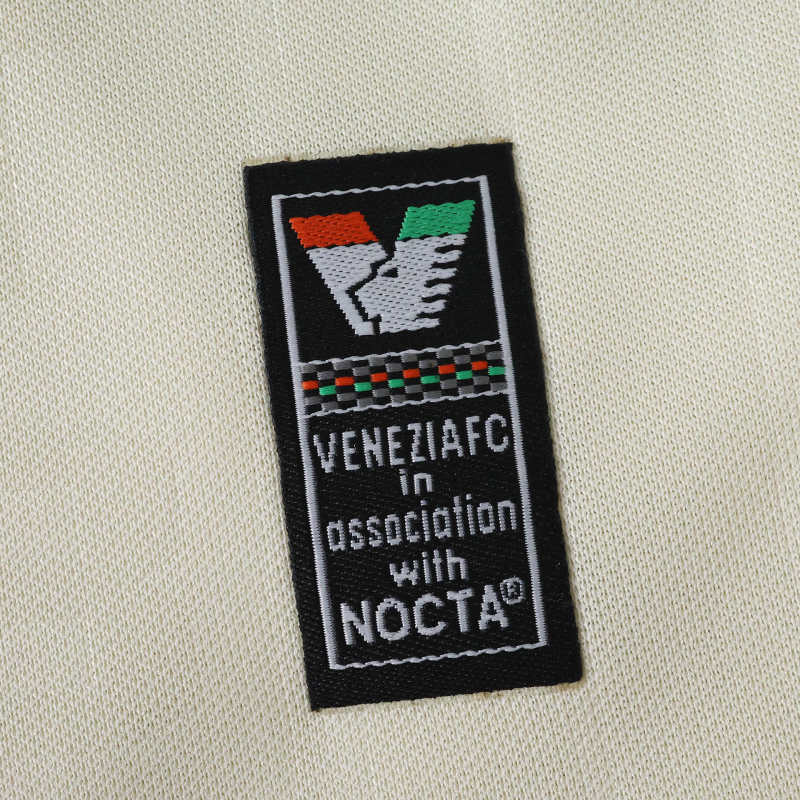 VENEZIAFC
in
association
with
NOCTA®